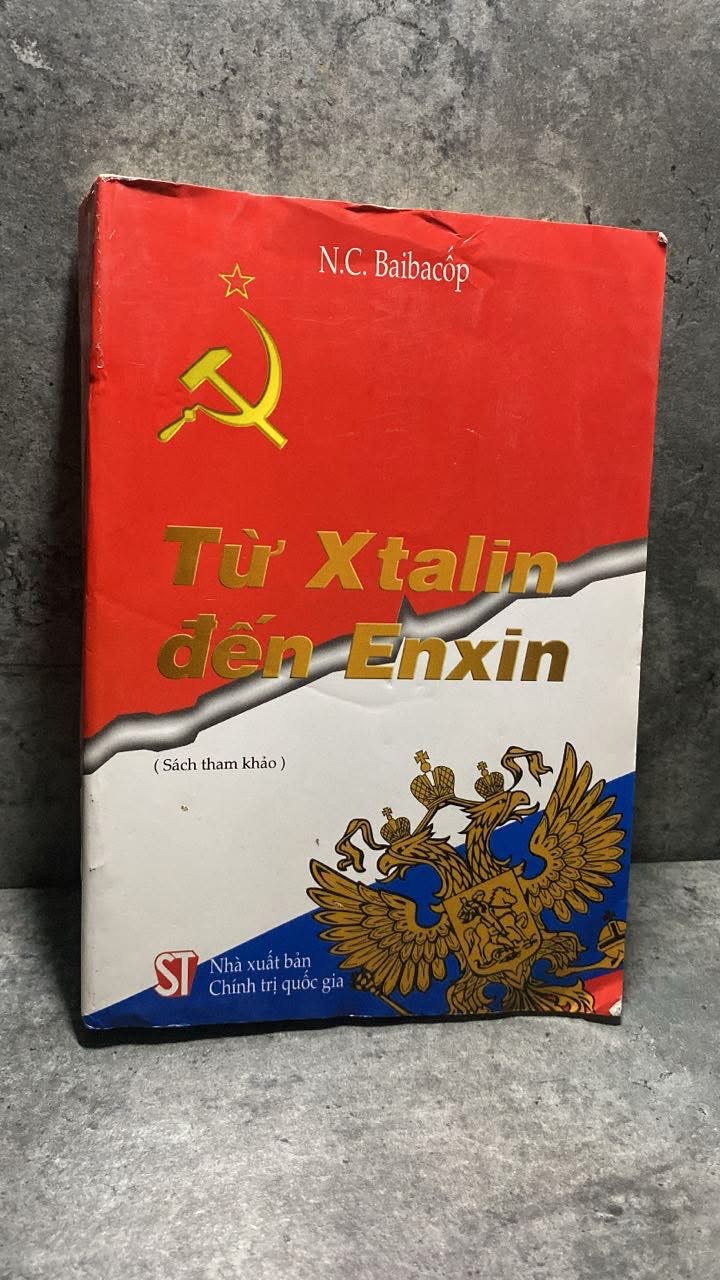 N.C. Baibacốp
Từ Xtalin
đến Enxin
( Sách tham khảo )
ST
Nhà xuất bản
Chính trị quốc gia